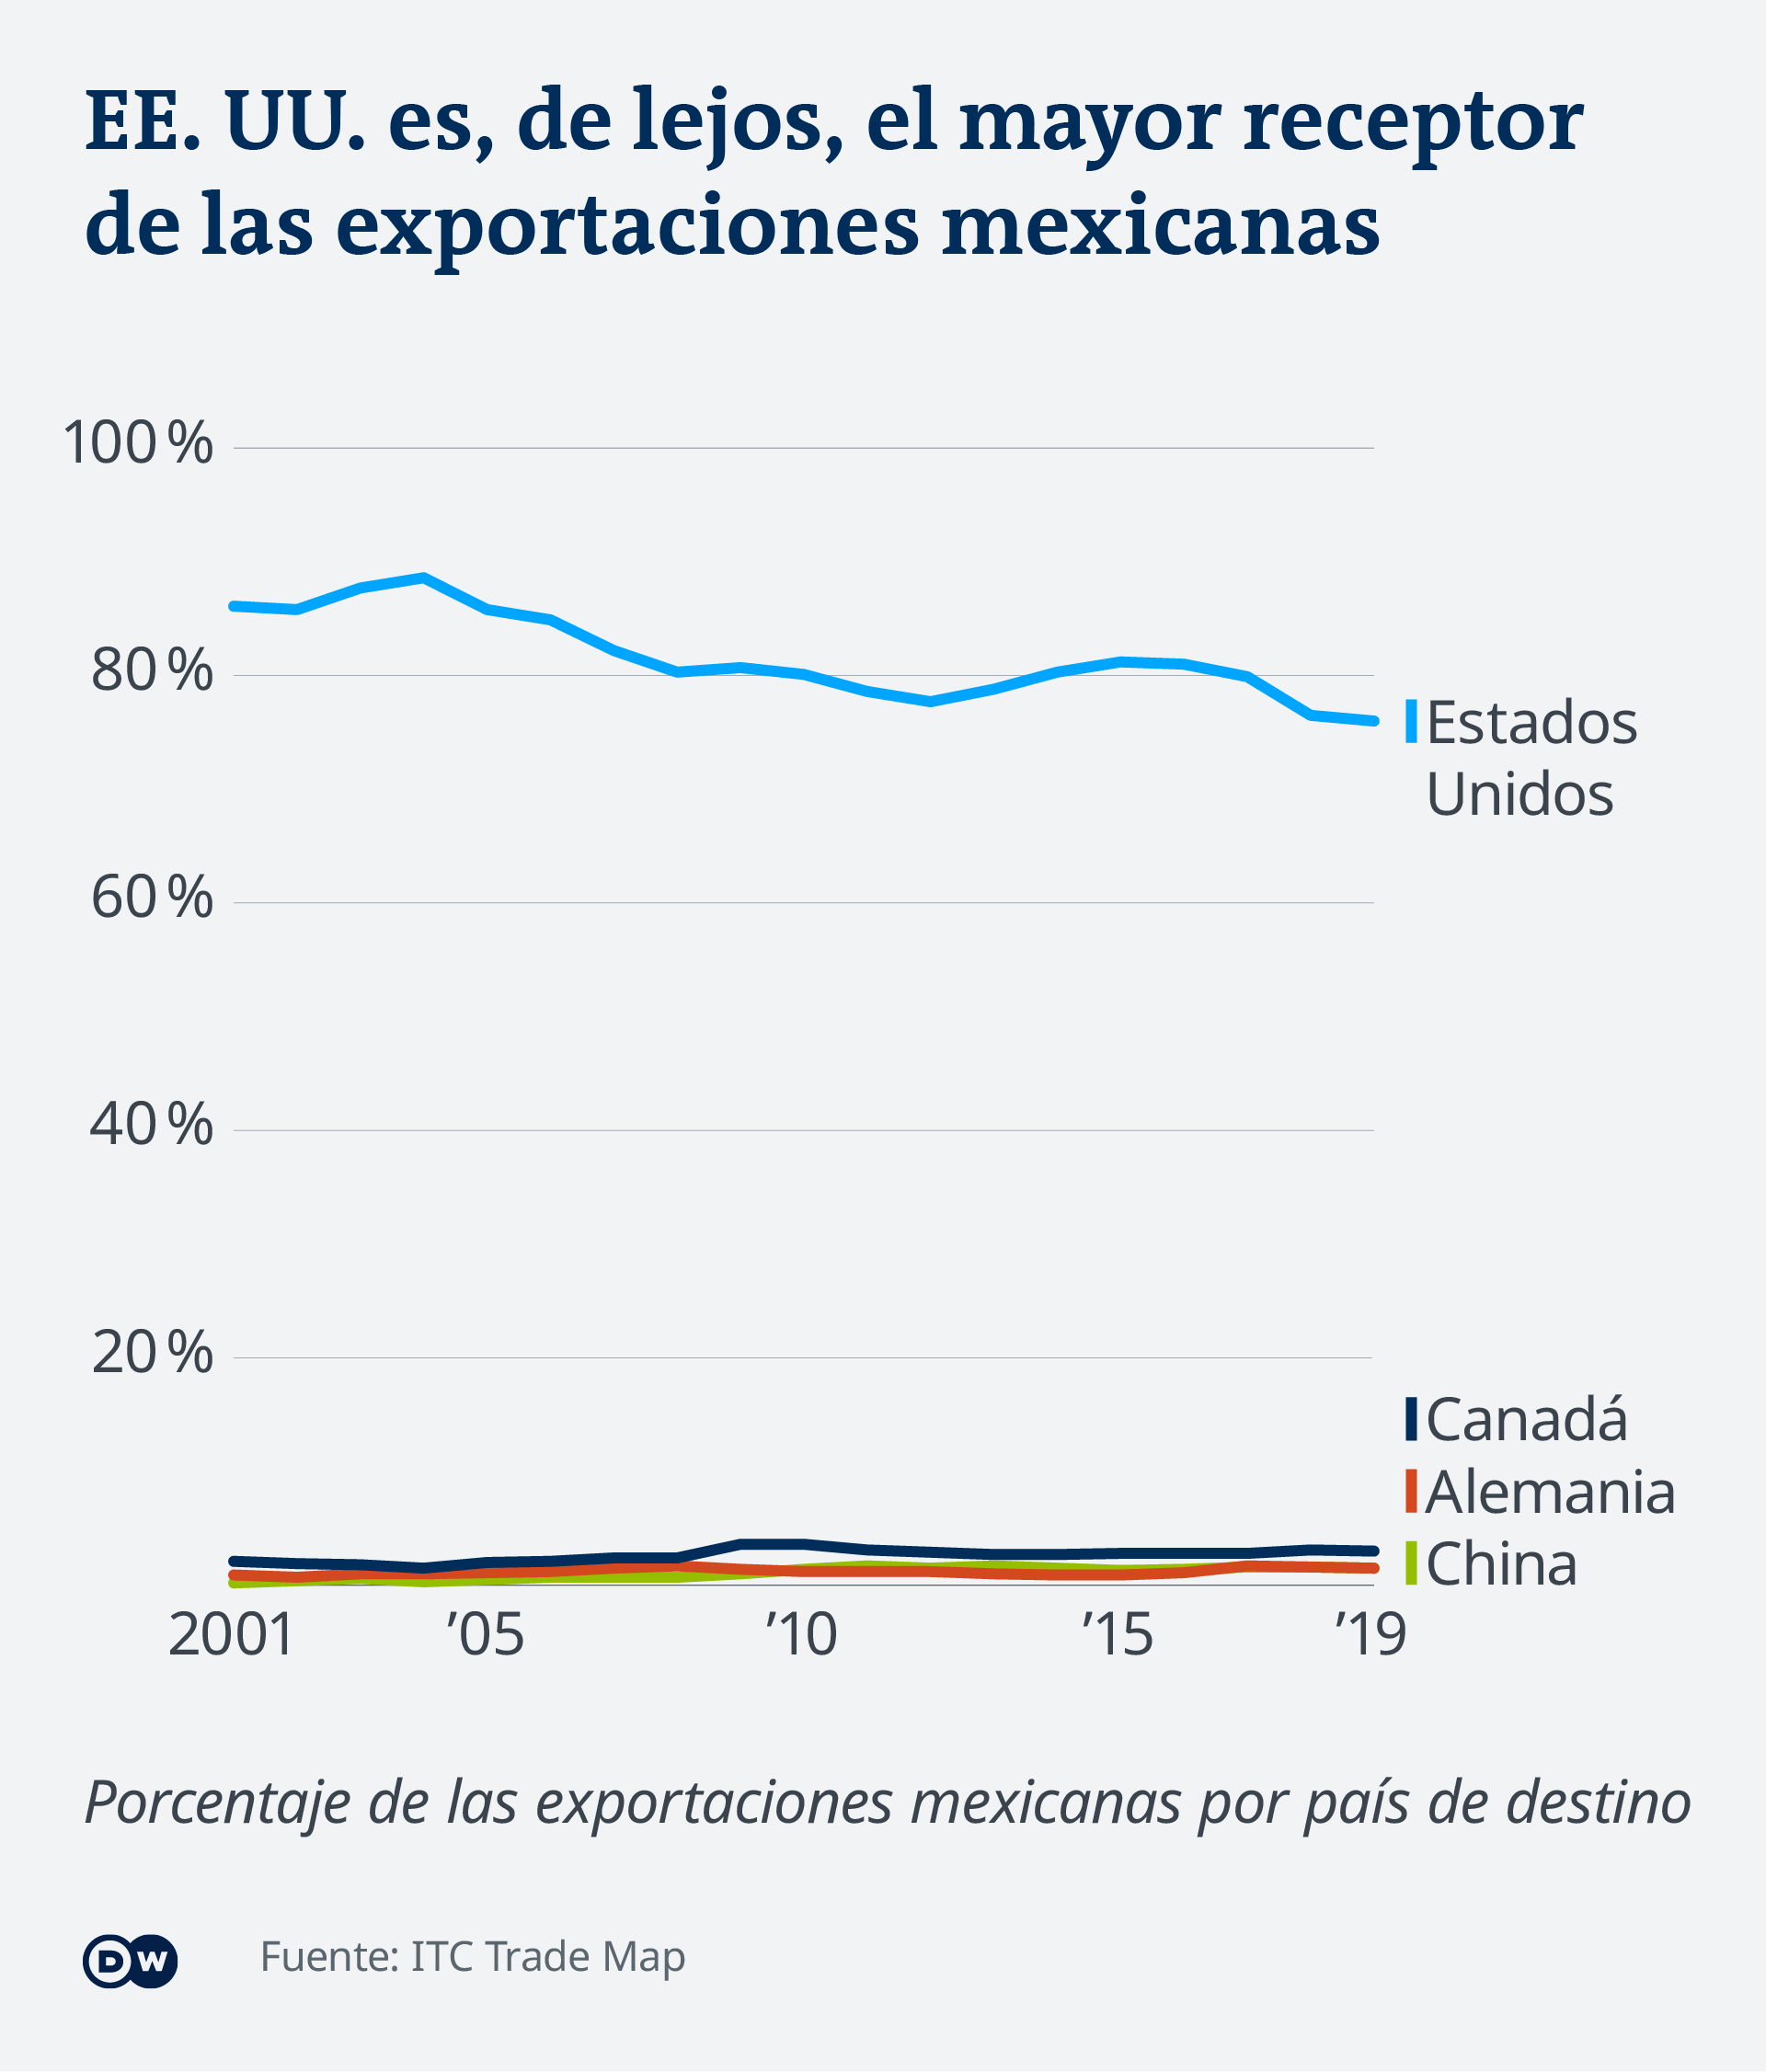 EE. UU. es, de lejos, el mayor receptor
de las exportaciones mexicanas
100 %
80 %
Estados
Unidos
60 %
40 %
20 %
Canadá
Alemania
China
2001 ’05 ’10 ’15 ’19
Porcentaje de las exportaciones mexicanas por país de destino
DW Fuente: ITC Trade Map